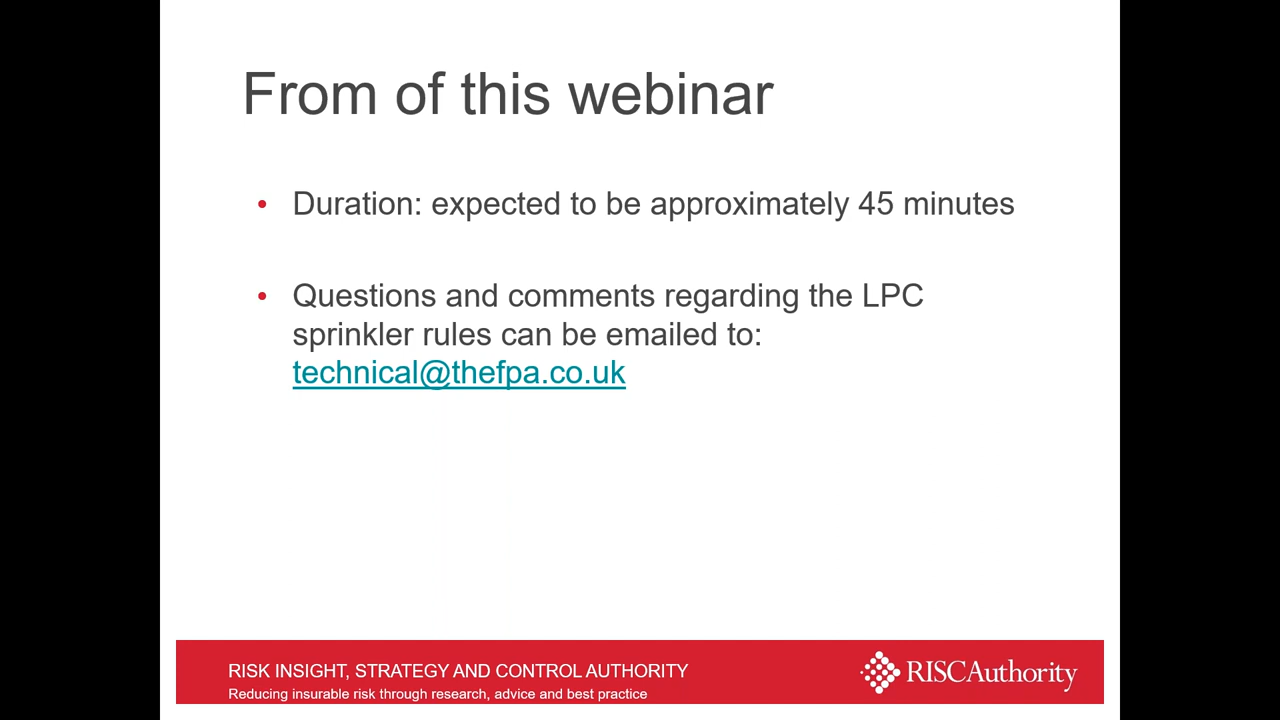 From of this webinar
• Duration: expected to be approximately 45 minutes
• Questions and comments regarding the LPC
sprinkler rules can be emailed to:
technical@thefpa.co.uk
RISK INSIGHT, STRATEGY AND CONTROL AUTHORITY
Reducing insurable risk through research, advice and best practice
RISCAuthority